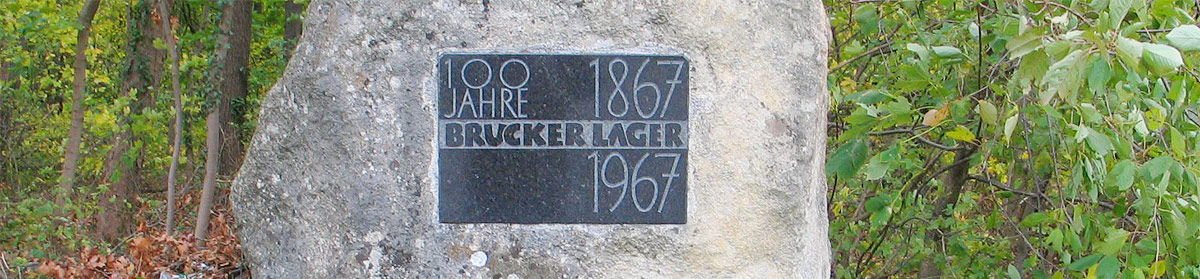 100 1867
JAHRE
BRUCKER LAGER
1967